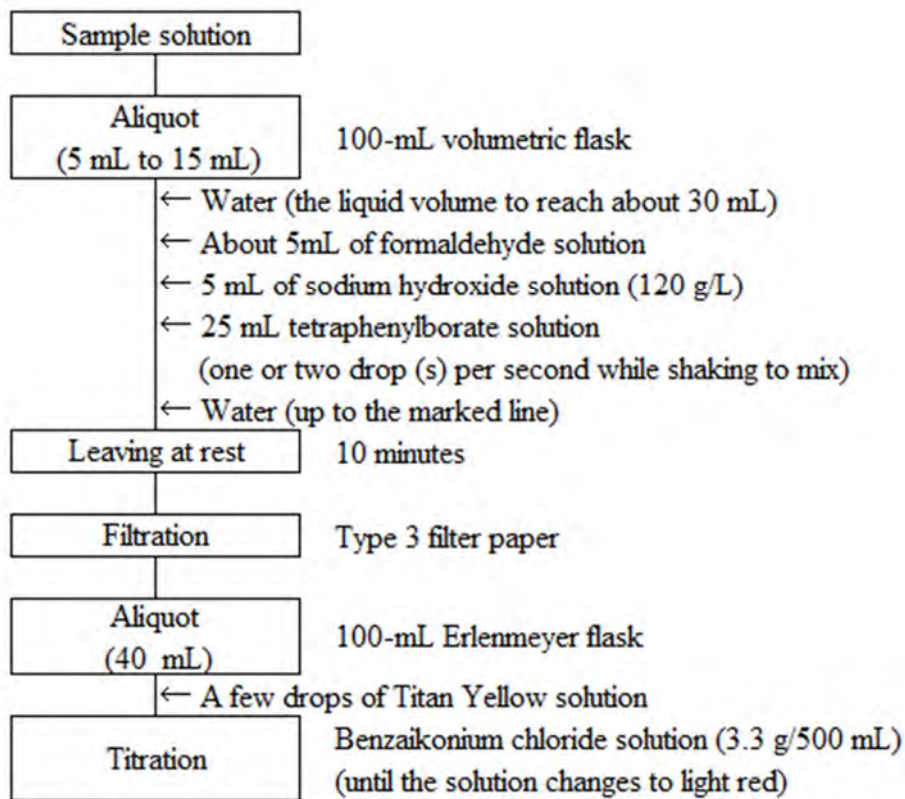 Sample solution
Aliquot
(5 mL to 15 mL)
100-mL volumetric flask
← Water (the liquid volume to reach about 30 mL)
← About 5mL of formaldehyde solution
← 5 mL of sodium hydroxide solution (120 g/L)
← 25 mL tetraphenylborate solution
(one or two drop (s) per second while shaking to mix)
← Water (up to the marked line)
Leaving at rest
10 minutes
Filtration
Type 3 filter paper
Aliquot
(40 mL)
100-mL Erlenmeyer flask
← A few drops of Titan Yellow solution
Titration
Benzaikonium chloride solution (3.3 g/500 mL)
(until the solution changes to light red)